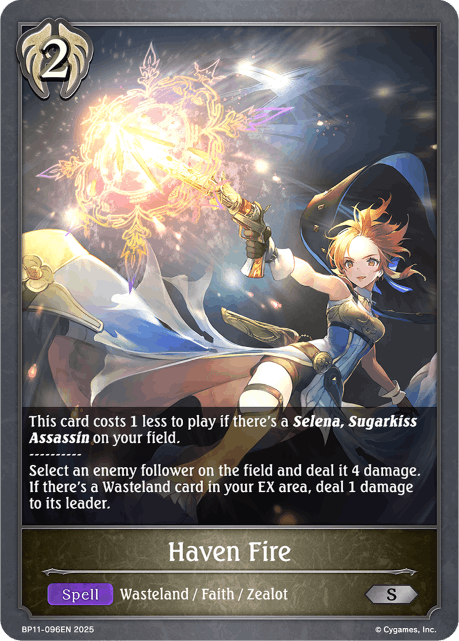 2
This card costs 1 less to play if there's a Selena, Sugarkiss
Assassin on your field.
----------
Select an enemy follower on the field and deal it 4 damage.
If there's a Wasteland card in your EX area, deal 1 damage
to its leader.
Haven Fire
Spell Wasteland / Faith / Zealot S
BP11-096EN 2025 © Cygames, Inc.